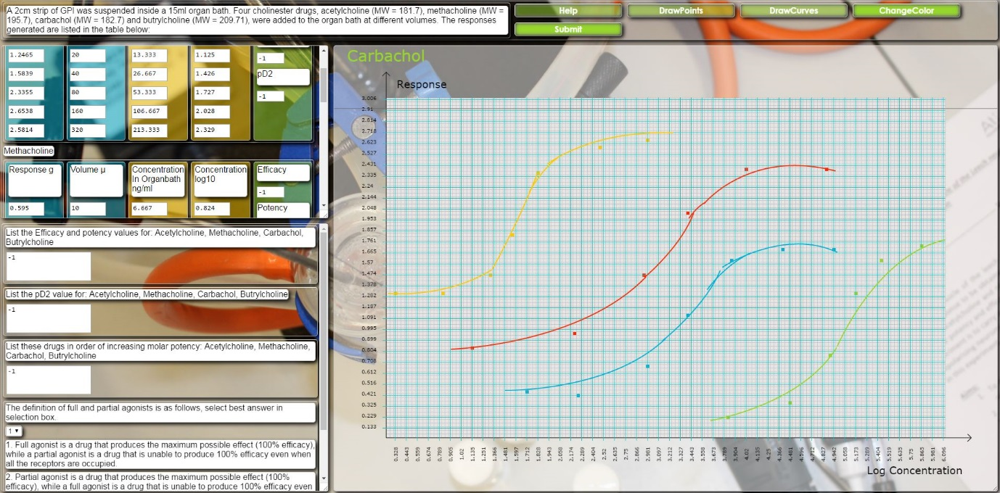 A 2cm strip of GPI was suspended inside a 15ml organ bath. Four cholinester drugs, acetylcholine (MW = 181.7), methacholine (MW =
195.7), carbachol (MW = 182.7) and butrylcholine (MW = 209.71), were added to the organ bath at different volumes. The responses
generated are listed in the table below:
Help DrawPoints DrawCurves ChangeColor
Submit
1.2465 20 13.333 1.125 -1
1.5839 40 26.667 1.426 pD2
2.3355 80 53.333 1.727 -1
2.6538 160 106.667 2.028
2.5814 320 213.333 2.329
Methacholine
Response g Volume µ Concentration Concentration Efficacy
In Organbath log10
ng/ml -1
0.595 10 6.667 0.824 Potency
List the Efficacy and potency values for: Acetylcholine, Methacholine, Carbachol,
Butrylcholine
-1
List the pD2 value for: Acetylcholine, Methacholine, Carbachol, Butrylcholine
-1
List these drugs in order of increasing molar potency: Acetylcholine, Methacholine,
Carbachol, Butrylcholine
-1
The definition of full and partial agonists is as follows, select best answer in
selection box.
1
1. Full agonist is a drug that produces the maximum possible effect (100% efficacy),
while a partial agonist is a drug that is unable to produce 100% efficacy even when
all the receptors are occupied.
2. Partial agonist is a drug that produces the maximum possible effect (100%
efficacy), while a full agonist is a drug that is unable to produce 100% efficacy even
Carbachol
Response
3.006
2.91
2.814
2.718
2.623
2.527
2.431
2.335
2.24
2.144
2.048
1.953
1.857
1.761
1.665
1.57
1.474
1.378
1.282
1.187
1.091
0.995
0.899
0.804
0.708
0.612
0.516
0.421
0.325
0.229
0.133
0.328 0.443 0.559 0.674 0.789 0.905 1.02 1.135 1.251 1.366 1.481 1.597 1.712 1.828 1.943 2.058 2.174 2.289 2.404 2.52 2.635 2.75 2.866 2.981 3.097 3.212 3.327 3.443 3.558 3.673 3.789 3.904 4.02 4.135 4.25 4.366 4.481 4.596 4.712 4.827 4.942 5.058 5.173 5.289 5.404 5.519 5.635 5.75 5.865 5.981 6.096
Log Concentration